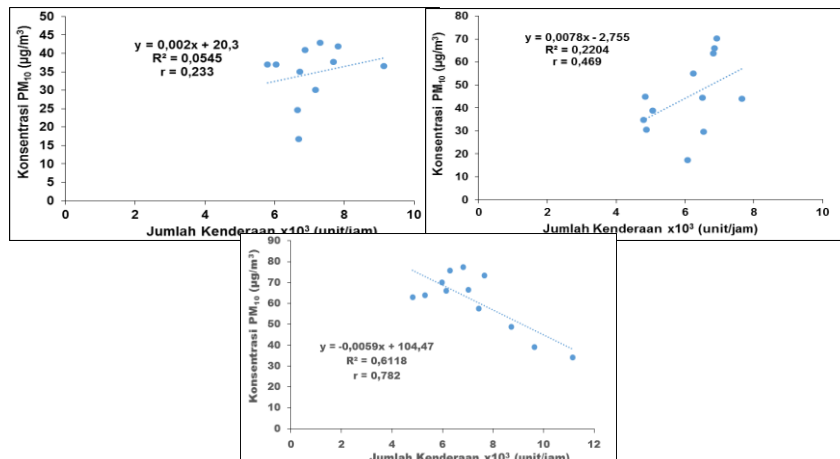 Konsentrasi PM₁₀ (µg/m³)
45
40
35
30
25
20
15
10
5
0
y = 0,002x + 20,3
R² = 0,0545
r = 0,233
0 2 4 6 8 10
Jumlah Kenderaan x10³ (unit/jam)
Konsentrasi PM₁₀ (µg/m³)
80
70
60
50
40
30
20
10
0
y = 0,0078x - 2,755
R² = 0,2204
r = 0,469
0 2 4 6 8 10
Jumlah Kenderaan x10³ (unit/jam)
Konsentrasi PM₁₀ (µg/m³)
90
80
70
60
50
40
30
20
10
0
y = -0,0059x + 104,47
R² = 0,6118
r = 0,782
0 2 4 6 8 10 12
Jumlah Kenderaan x10³ (unit/jam)